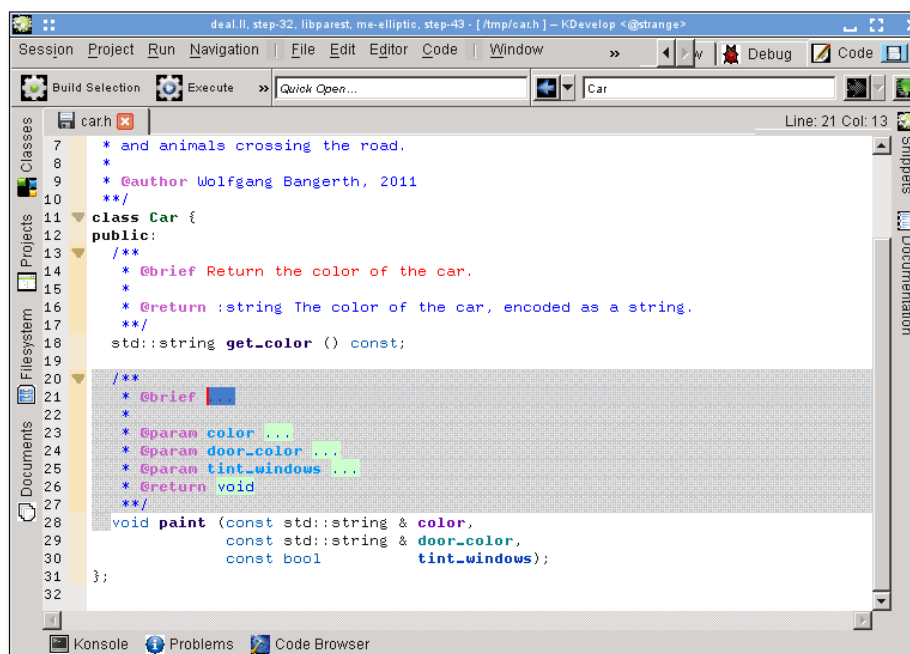 deal.II, step-32, libparest, me-elliptic, step-43 - [ /tmp/car.h ] – KDevelop <@strange>
Session Project Run Navigation File Edit Editor Code Window » Debug Code
Build Selection Execute » Quick Open... Car
car.h Line: 21 Col: 13
Classes
Projects
Filesystem
Documents
Snippets
Documentation
7 * and animals crossing the road.
8 *
9 * @author Wolfgang Bangerth, 2011
10 **/
11 class Car {
12 public:
13 /**
14 * @brief Return the color of the car.
15 *
16 * @return :string The color of the car, encoded as a string.
17 **/
18 std::string get_color () const;
19
20 /**
21 * @brief ...
22 *
23 * @param color ...
24 * @param door_color ...
25 * @param tint_windows ...
26 * @return void
27 **/
28 void paint (const std::string & color,
29 const std::string & door_color,
30 const bool tint_windows);
31 };
32
Konsole Problems Code Browser